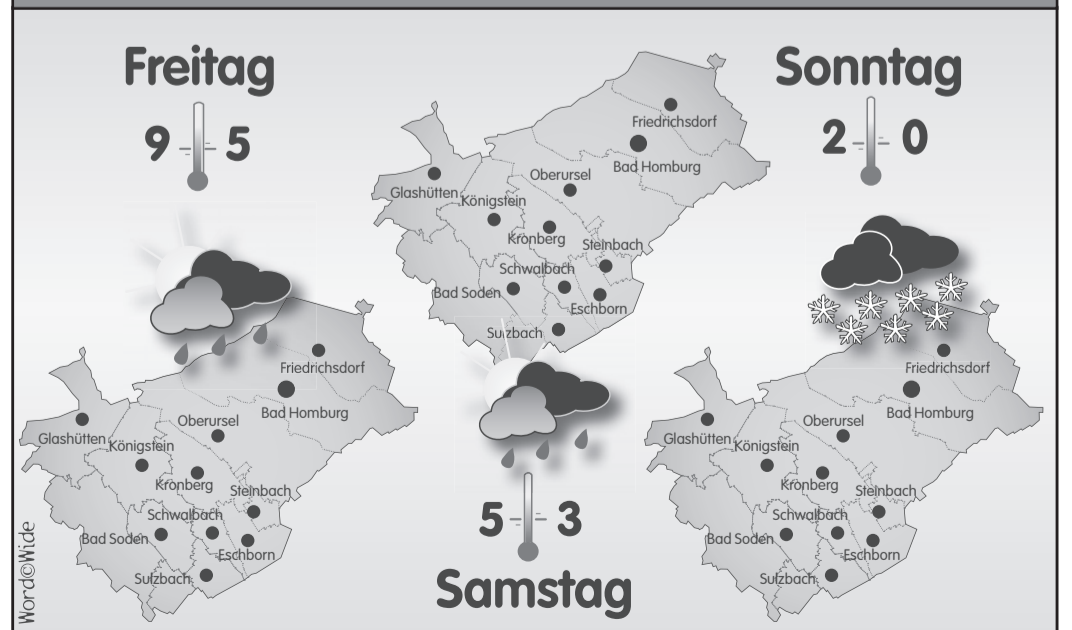 Freitag
9 5
Friedrichsdorf
Bad Homburg
Oberursel
Glashütten
Königstein
Kronberg
Steinbach
Schwalbach
Bad Soden
Eschborn
Sulzbach
Friedrichsdorf
Bad Homburg
Oberursel
Glashütten
Königstein
Kronberg
Steinbach
Schwalbach
Bad Soden
Eschborn
Sulzbach
5 3
Samstag
Sonntag
2 0
Friedrichsdorf
Bad Homburg
Oberursel
Glashütten
Königstein
Kronberg
Steinbach
Schwalbach
Bad Soden
Eschborn
Sulzbach
Word©Wide